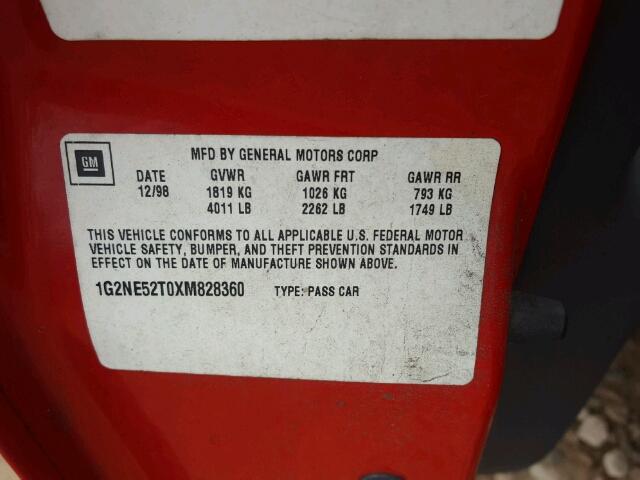 GM
MFD BY GENERAL MOTORS CORP
DATE GVWR GAWR FRT GAWR RR
12/98 1819 KG 1026 KG 793 KG
4011 LB 2262 LB 1749 LB
THIS VEHICLE CONFORMS TO ALL APPLICABLE U.S. FEDERAL MOTOR
VEHICLE SAFETY, BUMPER, AND THEFT PREVENTION STANDARDS IN
EFFECT ON THE DATE OF MANUFACTURE SHOWN ABOVE.
1G2NE52T0XM828360 TYPE: PASS CAR